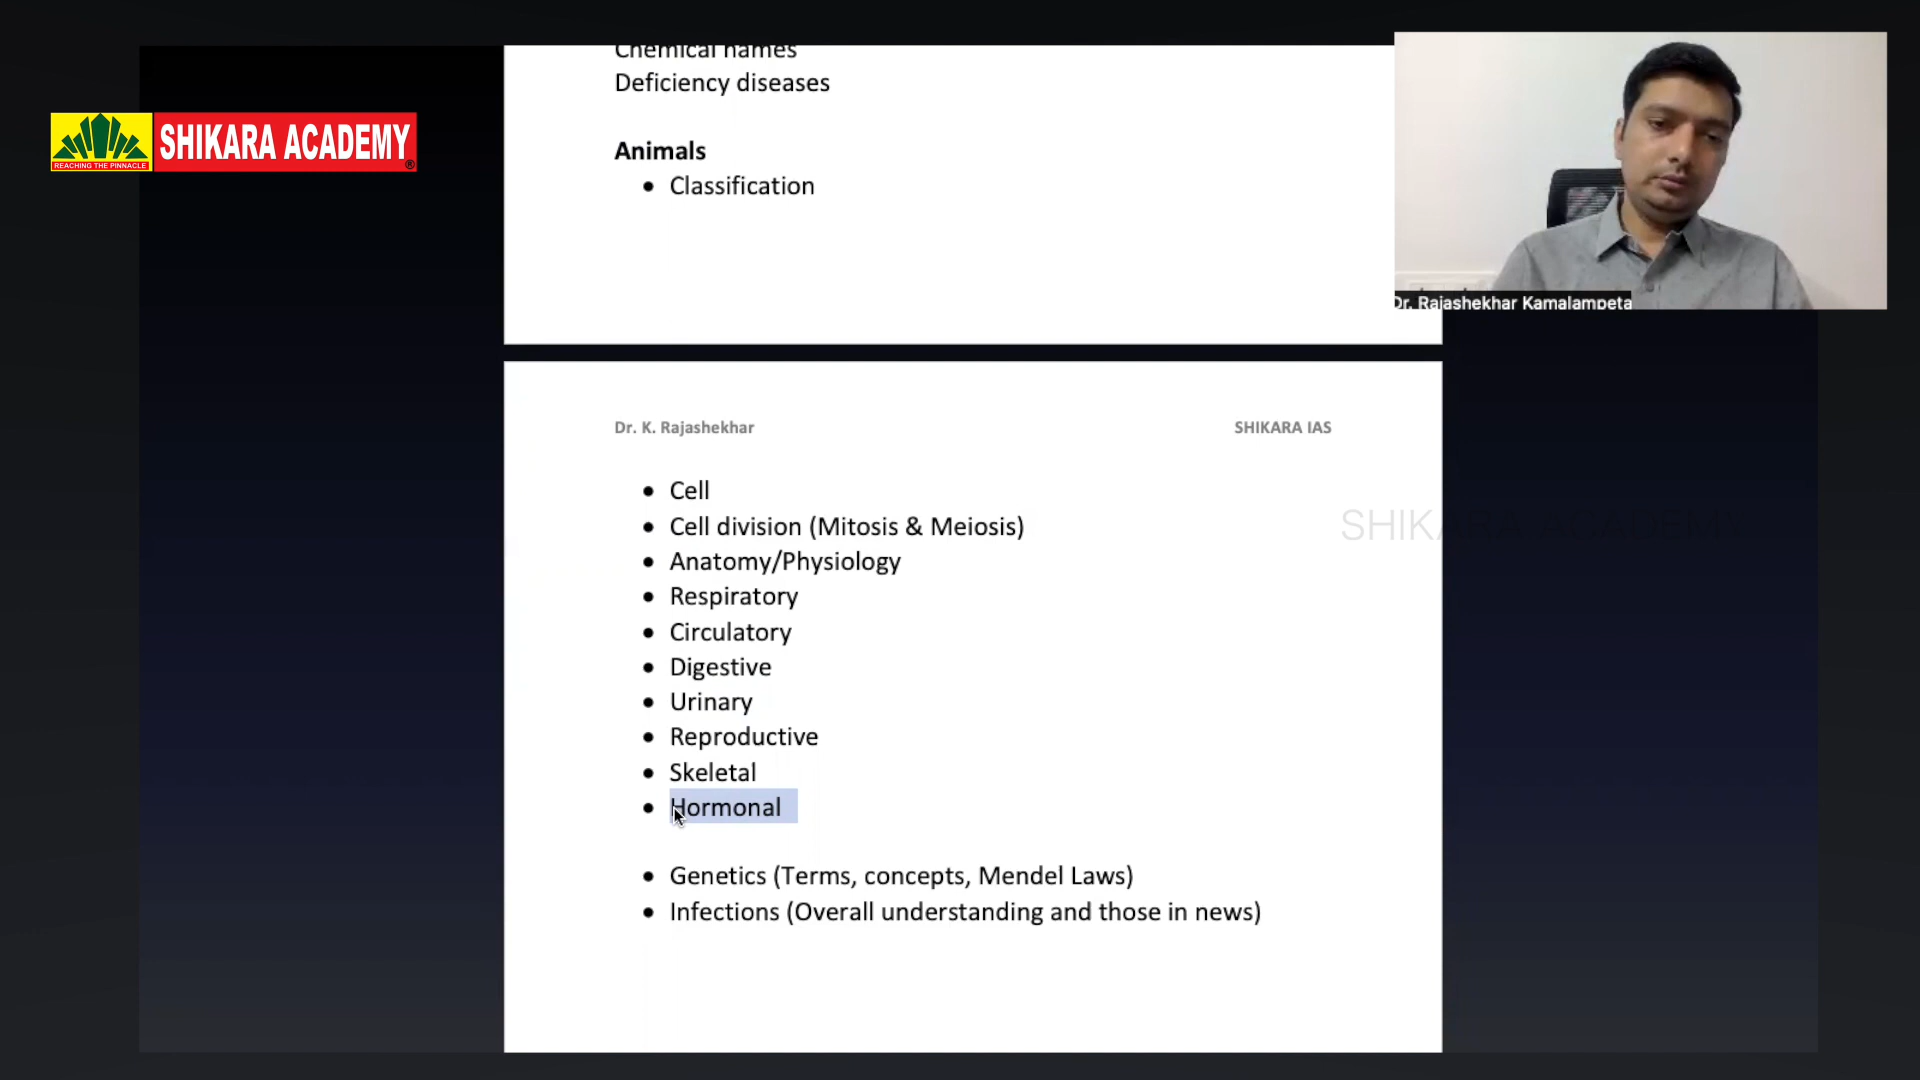 Chemical names
Deficiency diseases
Animals
• Classification
REACHING THE PINNACLE
SHIKARA ACADEMY
®
Dr. Rajashekhar Kamalampeta
Dr. K. Rajashekhar
SHIKARA IAS
• Cell
• Cell division (Mitosis & Meiosis)
• Anatomy/Physiology
• Respiratory
• Circulatory
• Digestive
• Urinary
• Reproductive
• Skeletal
• Hormonal
• Genetics (Terms, concepts, Mendel Laws)
• Infections (Overall understanding and those in news)
SHIKARA ACADEMY